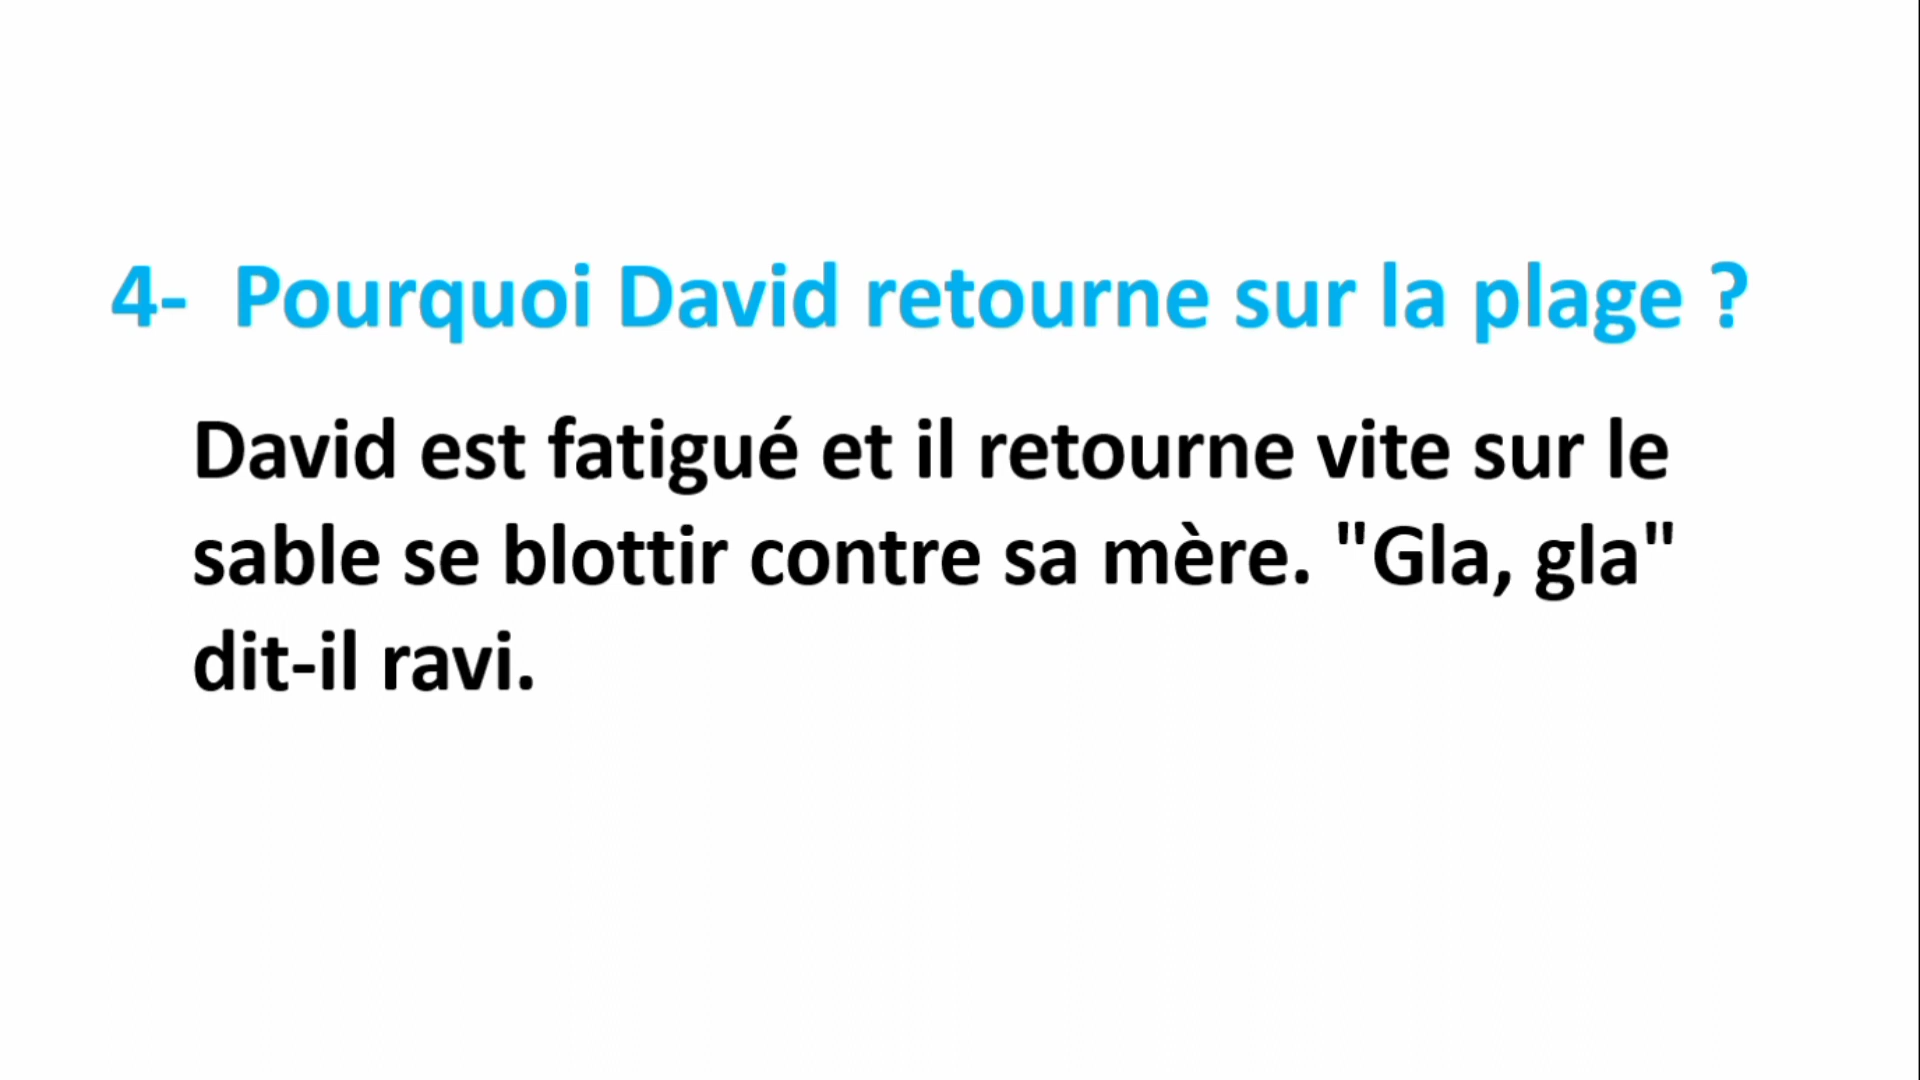 4- Pourquoi David retourne sur la plage ?
David est fatigué et il retourne vite sur le
sable se blottir contre sa mère. "Gla, gla"
dit-il ravi.